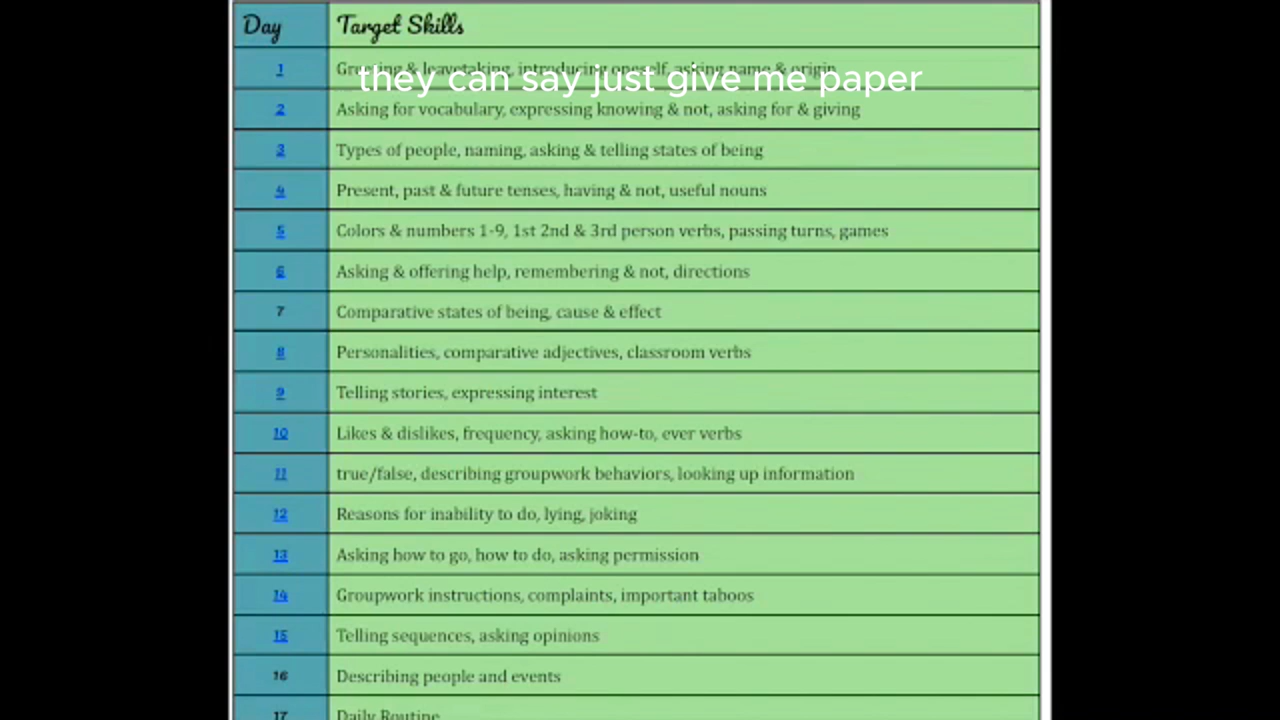 Day Target Skills
they can say just give me paper
1 Greeting & leavetaking, introducing oneself, asking name & origin
2 Asking for vocabulary, expressing knowing & not, asking for & giving
3 Types of people, naming, asking & telling states of being
4 Present, past & future tenses, having & not, useful nouns
5 Colors & numbers 1-9, 1st 2nd & 3rd person verbs, passing turns, games
6 Asking & offering help, remembering & not, directions
7 Comparative states of being, cause & effect
8 Personalities, comparative adjectives, classroom verbs
9 Telling stories, expressing interest
10 Likes & dislikes, frequency, asking how-to, ever verbs
11 true/false, describing groupwork behaviors, looking up information
12 Reasons for inability to do, lying, joking
13 Asking how to go, how to do, asking permission
14 Groupwork instructions, complaints, important taboos
15 Telling sequences, asking opinions
16 Describing people and events
17 Daily Routine